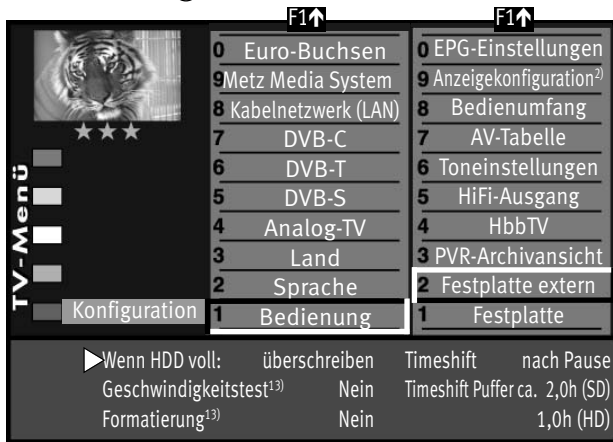 F1↑ F1↑
0 Euro-Buchsen 0 EPG-Einstellungen
9 Metz Media System 9 Anzeigekonfiguration²⁾
8 Kabelnetzwerk (LAN) 8 Bedienumfang
7 DVB-C 7 AV-Tabelle
6 DVB-T 6 Toneinstellungen
5 DVB-S 5 HiFi-Ausgang
4 Analog-TV 4 HbbTV
3 Land 3 PVR-Archivansicht
2 Sprache 2 Festplatte extern
TV-Menü
Konfiguration 1 Bedienung 1 Festplatte
Wenn HDD voll: überschreiben Timeshift nach Pause
Geschwindigkeitstest¹³⁾ Nein Timeshift Puffer ca. 2,0h (SD)
Formatierung¹³⁾ Nein 1,0h (HD)